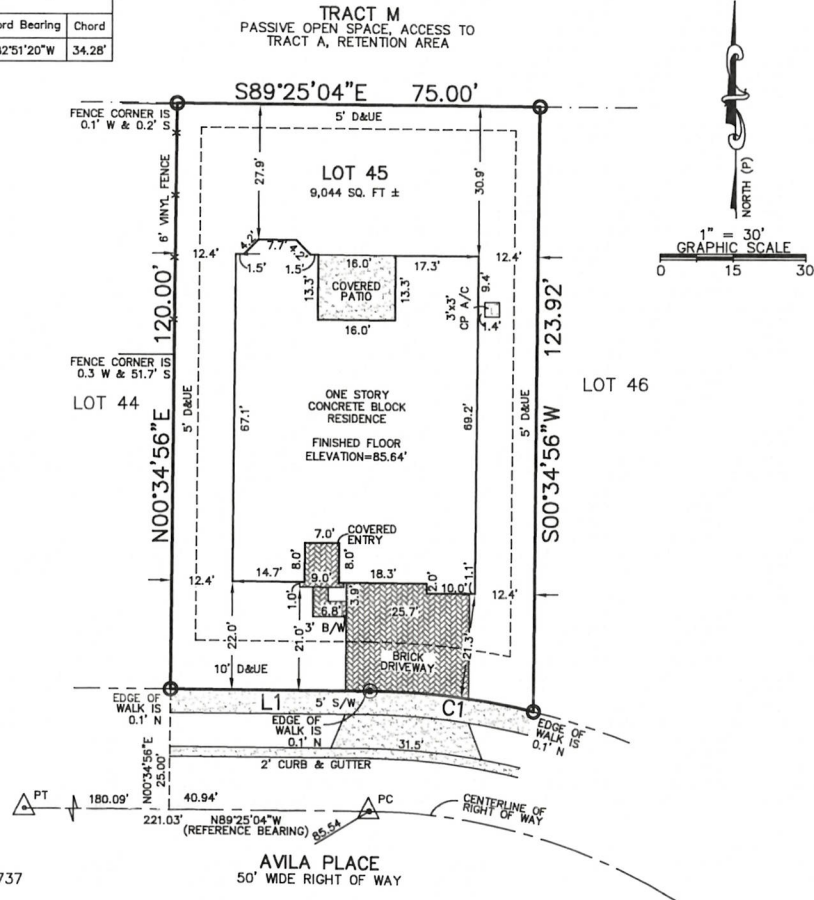 TRACT M
PASSIVE OPEN SPACE, ACCESS TO
TRACT A, RETENTION AREA
ord Bearing Chord
82°51'20"W 34.28'
S89°25'04"E 75.00'
FENCE CORNER IS
0.1' W & 0.2' S
5' D&UE
6' VINYL FENCE
27.9'
LOT 45
9,044 SQ. FT ±
30.9'
NORTH (P)
1" = 30'
GRAPHIC SCALE
0 15 30
12.4'
4.2'
7.7'
4.2'
1.5'
1.5'
16.0'
17.3'
12.4'
13.3'
COVERED
PATIO
13.3'
16.0'
9.4'
3'x3'
CP A/C
1.4'
120.00'
N00°34'56"E
123.92'
S00°34'56"W
FENCE CORNER IS
0.3 W & 51.7' S
LOT 44
LOT 46
5' D&UE
67.1'
ONE STORY
CONCRETE BLOCK
RESIDENCE
FINISHED FLOOR
ELEVATION=85.64'
69.2'
5' D&UE
7.0'
COVERED
ENTRY
8.0'
8.0'
12.4'
14.7'
9.0'
18.3'
2.0'
10.0'
1.1'
12.4'
1.0'
3.9'
6.8'
25.7'
3' B/W
22.0'
21.0'
21.3'
BRICK
DRIVEWAY
10' D&UE
EDGE OF
WALK IS
0.1' N
L1
5' S/W
C1
EDGE OF
WALK IS
0.1' N
EDGE OF
WALK IS
0.1' N
31.5'
2' CURB & GUTTER
N00°34'56"E
25.00'
PT
180.09'
40.94'
PC
CENTERLINE OF
RIGHT OF WAY
221.03'
N89°25'04"W
(REFERENCE BEARING)
85.54
AVILA PLACE
50' WIDE RIGHT OF WAY
737